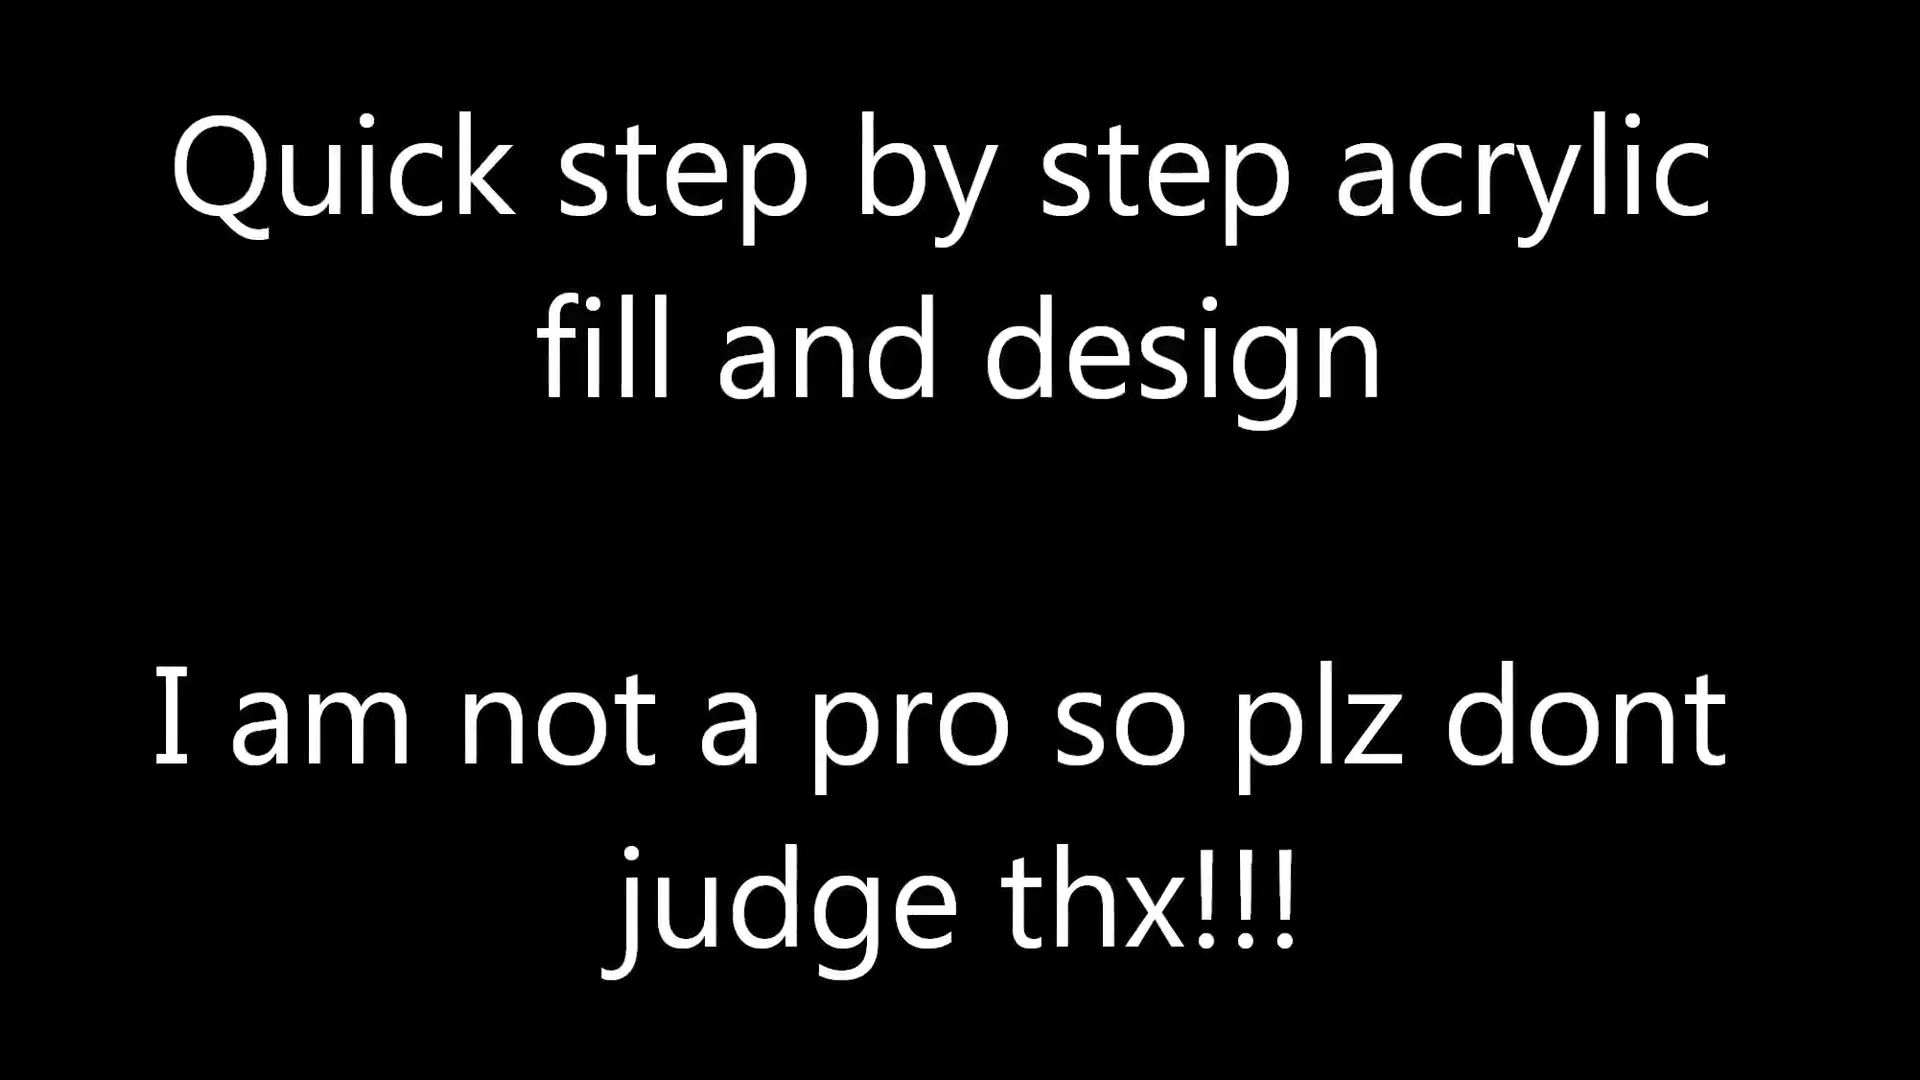 Quick step by step acrylic
fill and design
I am not a pro so plz dont
judge thx!!!